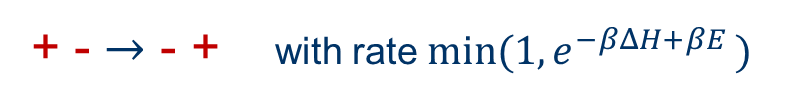 + - → - + with rate min(1, e^{-βΔH+βE})